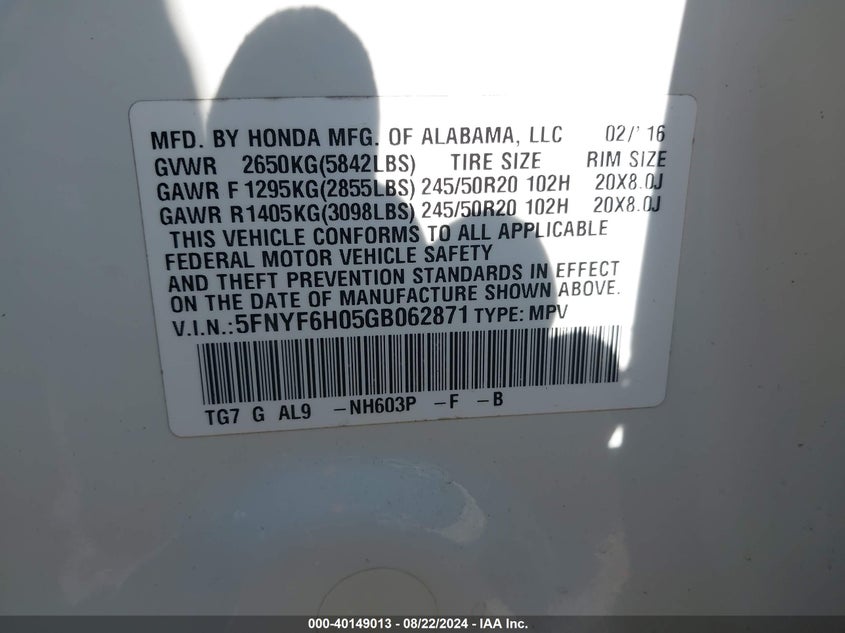 MFD. BY HONDA MFG. OF ALABAMA, LLC 02/'16
GVWR 2650KG(5842LBS) TIRE SIZE RIM SIZE
GAWR F 1295KG(2855LBS) 245/50R20 102H 20X8.0J
GAWR R1405KG(3098LBS) 245/50R20 102H 20X8.0J
THIS VEHICLE CONFORMS TO ALL APPLICABLE
FEDERAL MOTOR VEHICLE SAFETY
AND THEFT PREVENTION STANDARDS IN EFFECT
ON THE DATE OF MANUFACTURE SHOWN ABOVE.
V.I.N.:5FNYF6H05GB062871 TYPE: MPV
TG7 G AL9 -NH603P -F -B
000-40149013 - 08/22/2024 - IAA Inc.